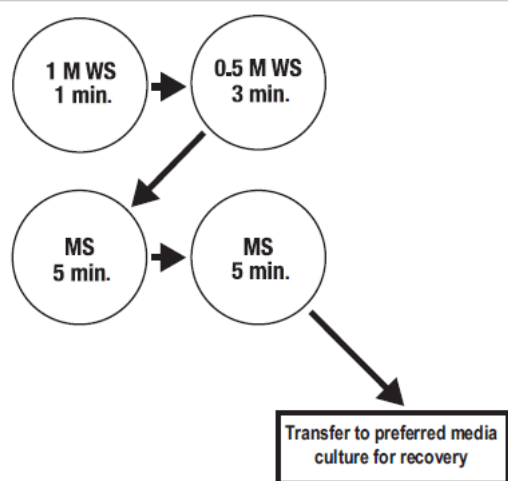 1 M WS
1 min.
0.5 M WS
3 min.
MS
5 min.
MS
5 min.
Transfer to preferred media
culture for recovery